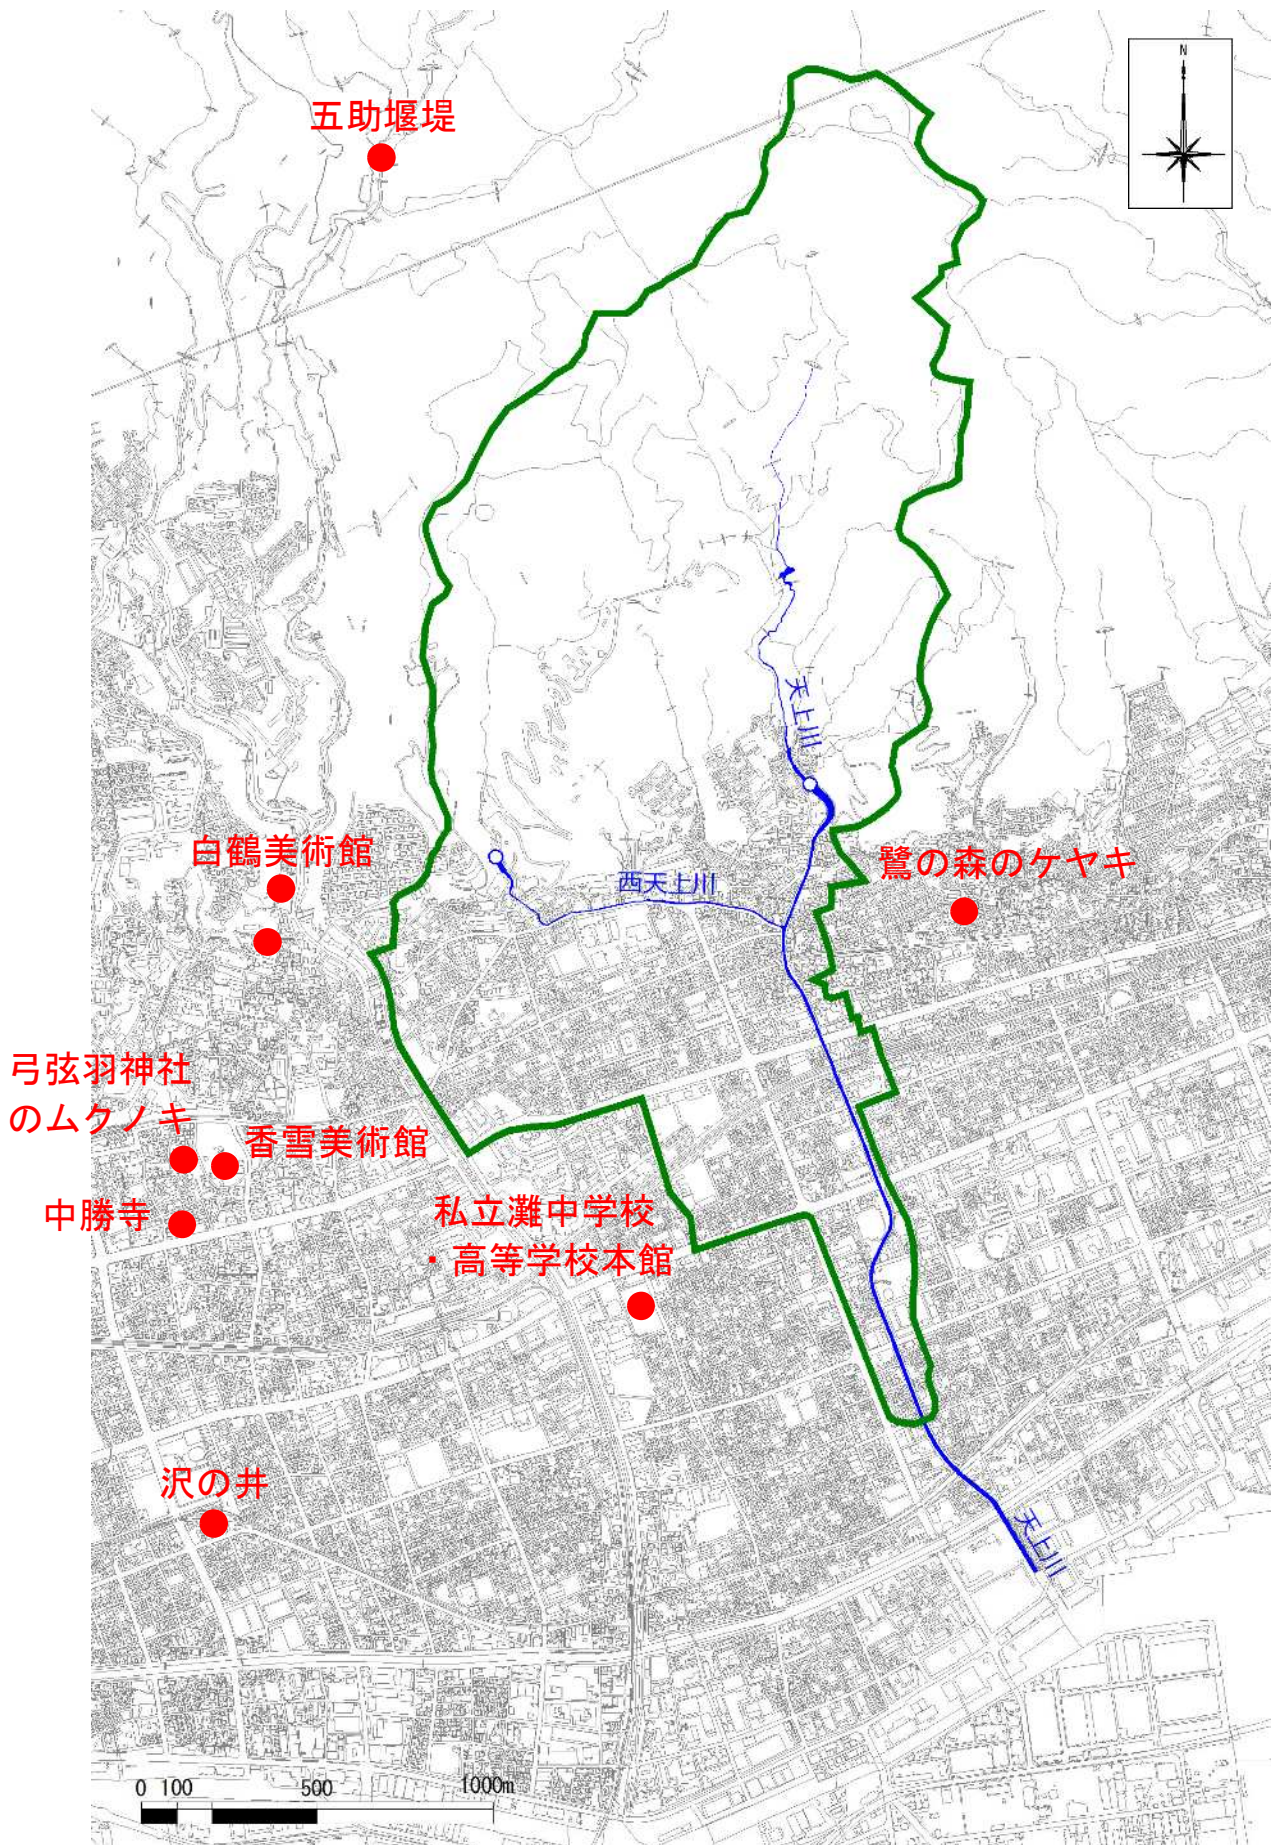 N
五助堰堤
天上川
白鶴美術館
西天上川
鷺の森のケヤキ
弓弦羽神社
のムクノキ
香雪美術館
中勝寺
私立灘中学校
・高等学校本館
沢の井
天上川
0 100 500 1000m